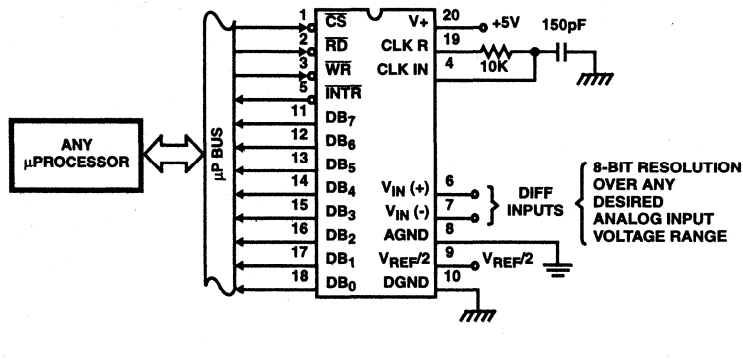 ANY
μPROCESSOR
μP BUS
1 CS
2 RD
3 WR
5 INTR
11 DB7
12 DB6
13 DB5
14 DB4
15 DB3
16 DB2
17 DB1
18 DB0
V+ 20 +5V
CLK R 19
10K
150pF
CLK IN 4
VIN (+) 6
VIN (-) 7
AGND 8
VREF/2 9 VREF/2
DGND 10
DIFF
INPUTS
8-BIT RESOLUTION
OVER ANY
DESIRED
ANALOG INPUT
VOLTAGE RANGE